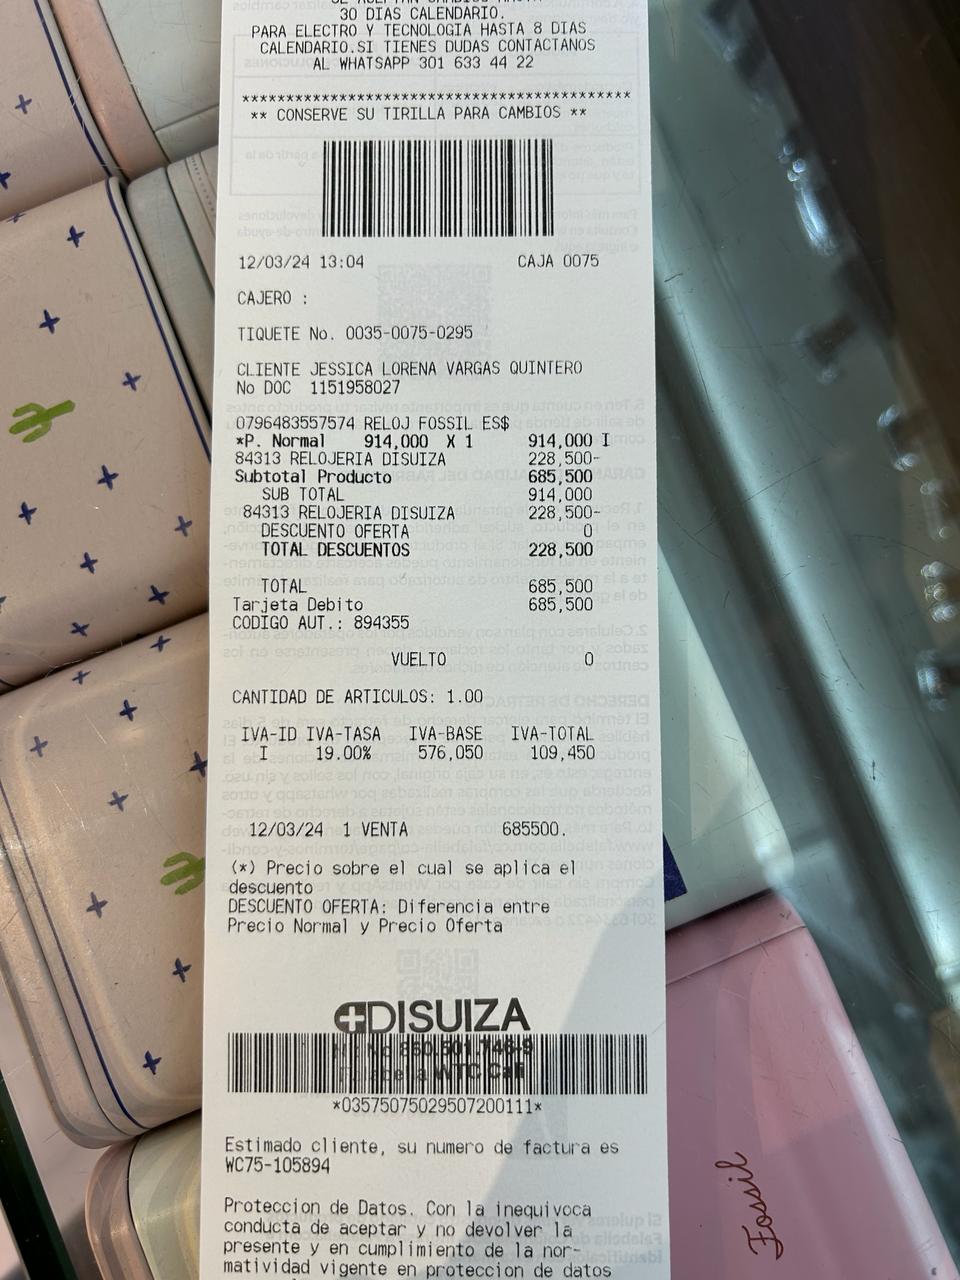 30 DIAS CALENDARIO.
PARA ELECTRO Y TECNOLOGIA HASTA 8 DIAS
CALENDARIO.SI TIENES DUDAS CONTACTANOS
AL WHATSAPP 301 633 44 22
********************************************
** CONSERVE SU TIRILLA PARA CAMBIOS **
12/03/24 13:04 CAJA 0075
CAJERO :
TIQUETE No. 0035-0075-0295
CLIENTE JESSICA LORENA VARGAS QUINTERO
No DOC 1151958027
0796483557574 RELOJ FOSSIL ES$
*P. Normal 914,000 X 1 914,000 I
84313 RELOJERIA DISUIZA 228,500-
Subtotal Producto 685,500
SUB TOTAL 914,000
84313 RELOJERIA DISUIZA 228,500-
DESCUENTO OFERTA 0
TOTAL DESCUENTOS 228,500
TOTAL 685,500
Tarjeta Debito 685,500
CODIGO AUT.: 894355
VUELTO 0
CANTIDAD DE ARTICULOS: 1.00
IVA-ID IVA-TASA IVA-BASE IVA-TOTAL
I 19.00% 576,050 109,450
12/03/24 1 VENTA 685500.
(*) Precio sobre el cual se aplica el
descuento
DESCUENTO OFERTA: Diferencia entre
Precio Normal y Precio Oferta
DISUIZA
WTC Cali
*03575075029507200111*
Estimado cliente, su numero de factura es
WC75-105894
Proteccion de Datos. Con la inequivoca
conducta de aceptar y no devolver la
presente y en cumplimiento de la nor-
matividad vigente en proteccion de datos
Fossil